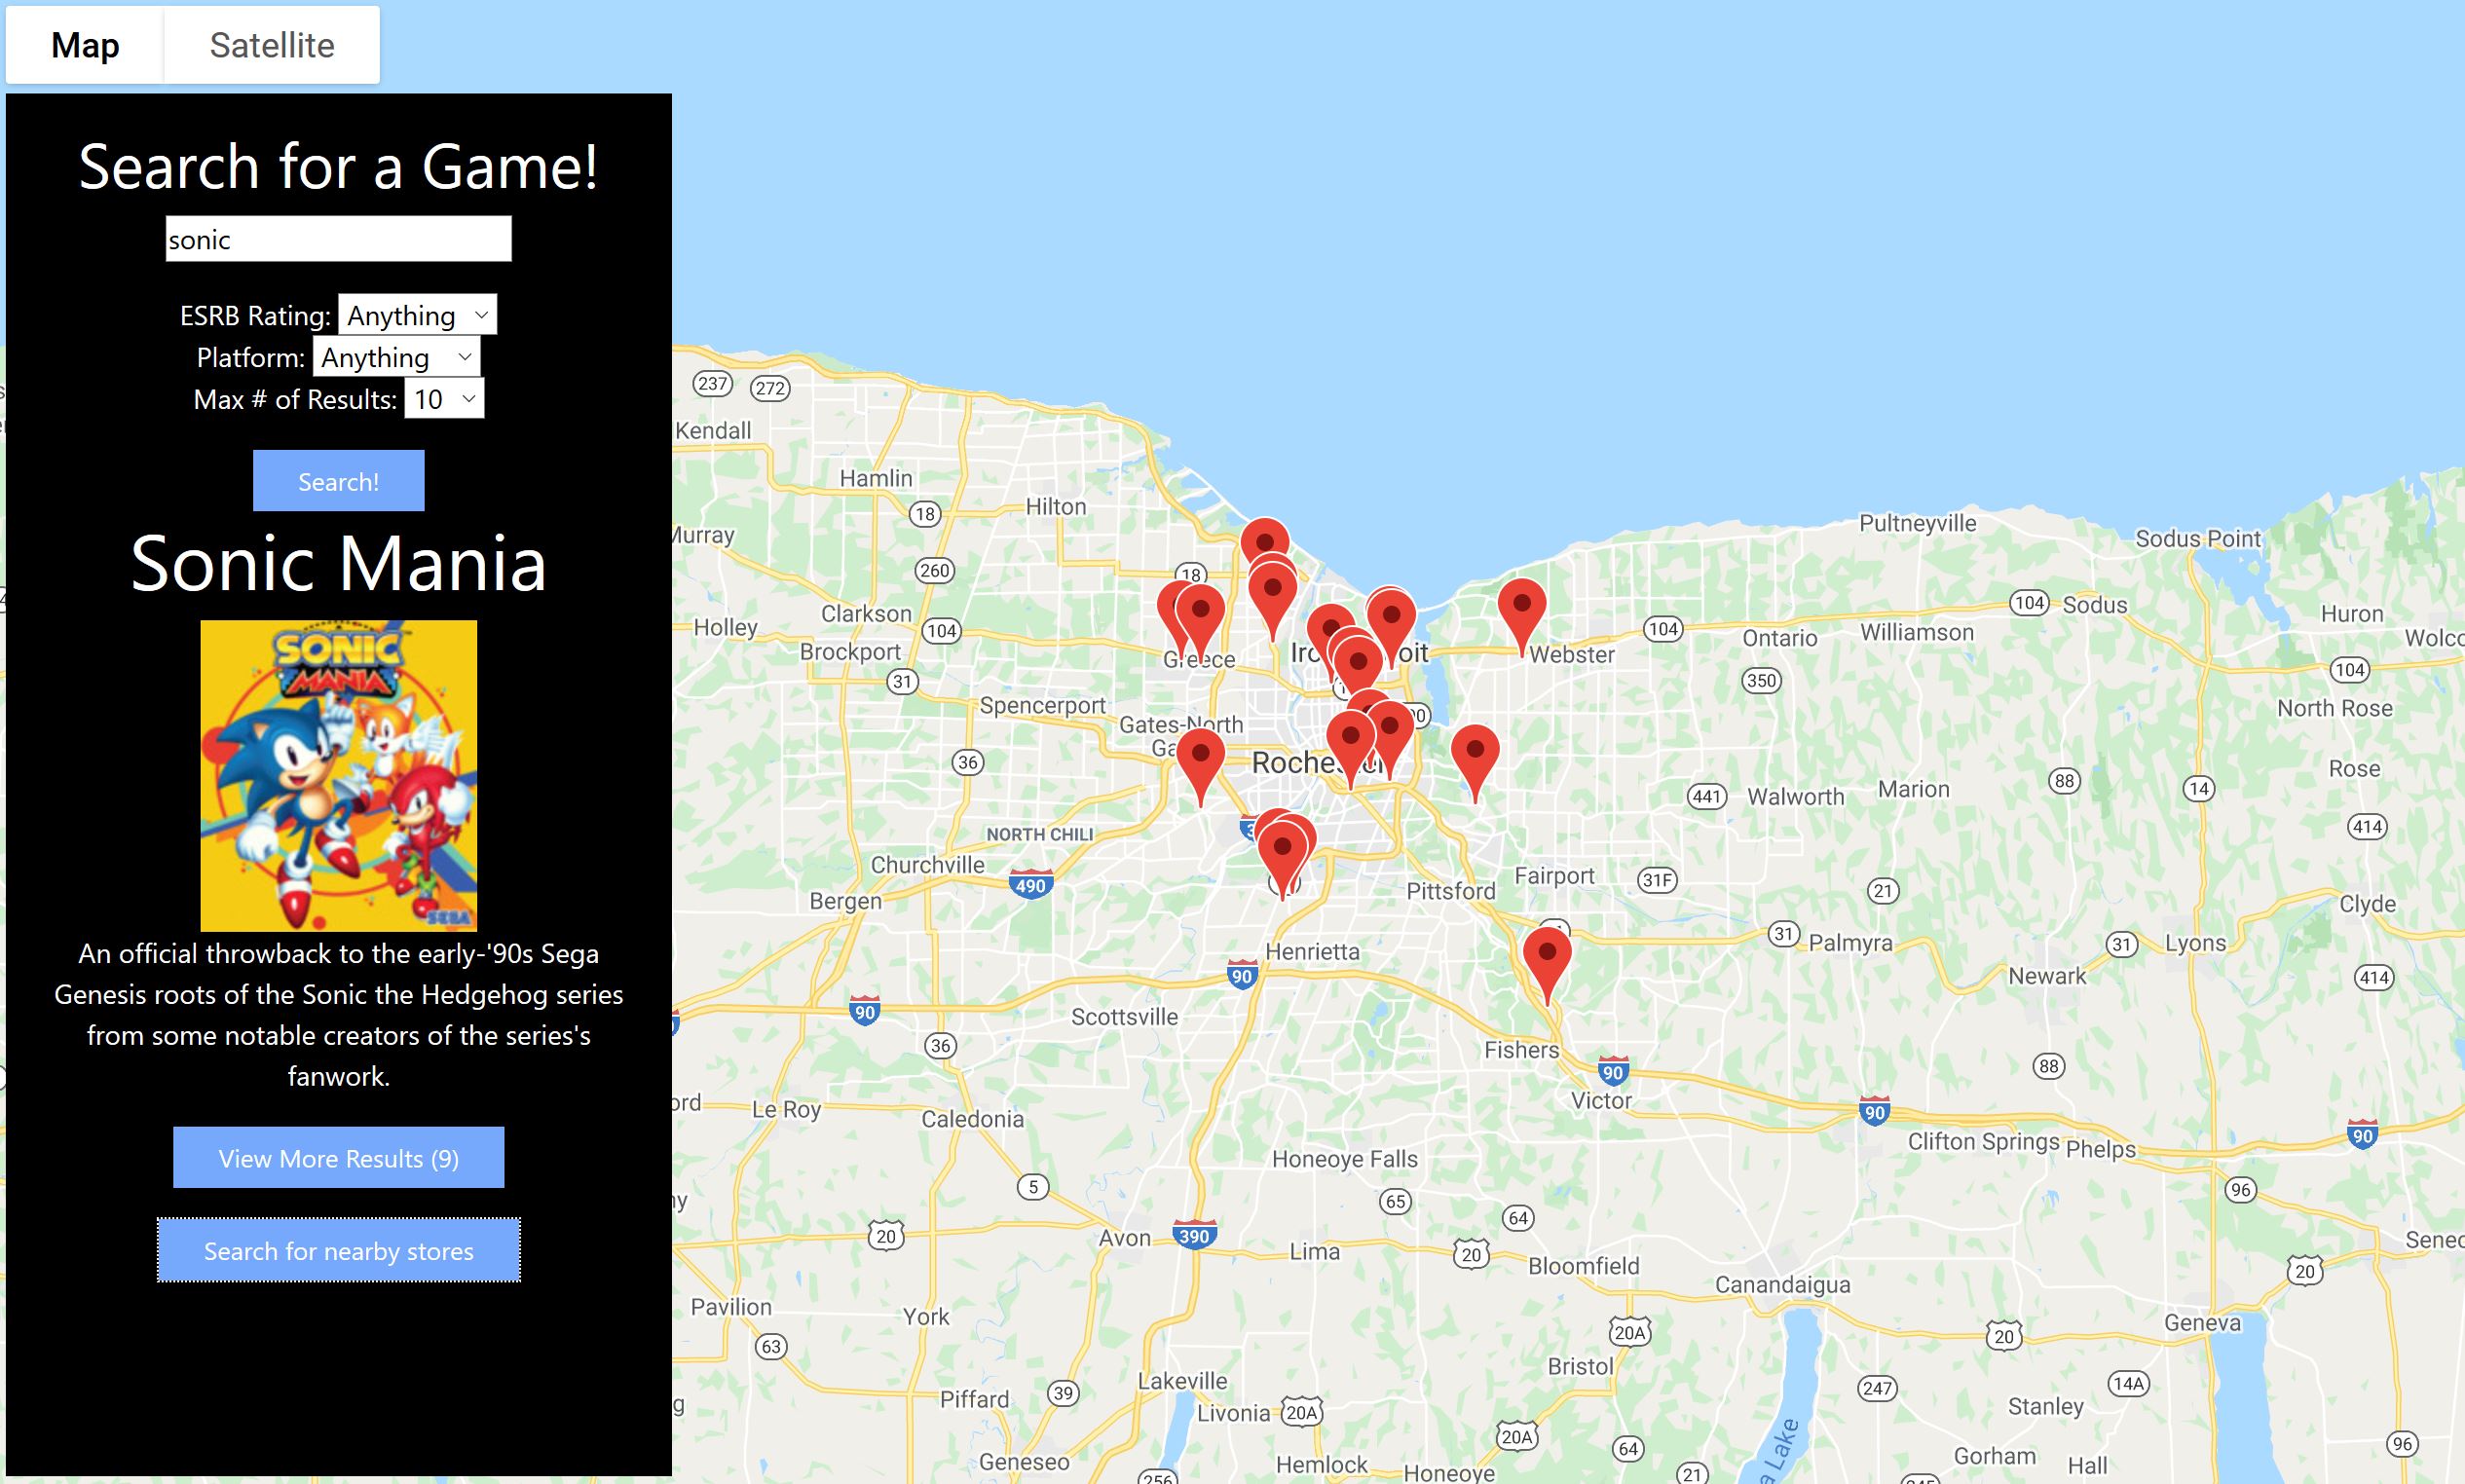 Map
Satellite
Search for a Game!
sonic
ESRB Rating: Anything
Platform: Anything
Max # of Results: 10
Search!
Sonic Mania
SONIC
MANIA
SEGA
An official throwback to the early-'90s Sega
Genesis roots of the Sonic the Hedgehog series
from some notable creators of the series's
fanwork.
View More Results (9)
Search for nearby stores
237
272
Kendall
Hamlin
Hilton
18
Murray
Pultneyville
Sodus Point
260
18
Clarkson
104
Holley
Brockport
Greece
Webster
104
Ontario
Williamson
104
Sodus
Huron
104
31
350
Spencerport
Gates-North
North Rose
36
Rose
441
Walworth
Marion
88
14
414
NORTH CHILI
Churchville
490
Bergen
Pittsford
Fairport
31F
21
Clyde
Henrietta
31
Palmyra
31
Lyons
Newark
414
90
90
Scottsville
36
Fishers
90
88
Victor
90
Le Roy
Caledonia
Clifton Springs
Phelps
90
Honeoye Falls
5
65
64
96
20
Avon
390
Lima
20
Bloomfield
20
Canandaigua
Pavilion
York
Geneva
63
20A
20
Bristol
Lakeville
Piffard
39
Livonia
20A
247
14A
Stanley
20A
64
96
Geneseo
Hemlock
Honeoye
Gorham
Hall
256
21
Lake